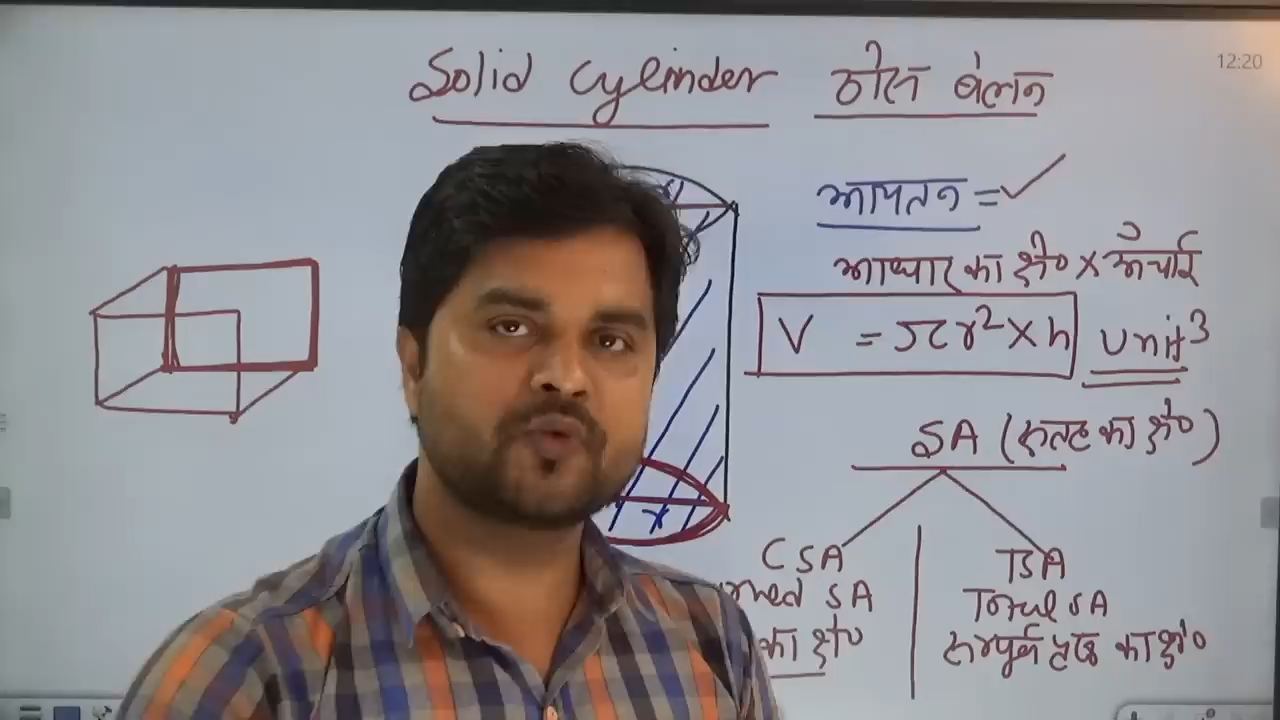 12:20
Solid Cylinder ठोस बेलन
आयतन =
आधार का क्षे० × ऊँचाई
V = πr² × h unit³
SA (सतह का क्षे०)
CSA
TSA
SA
Total SA
का क्षे०
सम्पूर्ण पृष्ठ का क्षे०
r